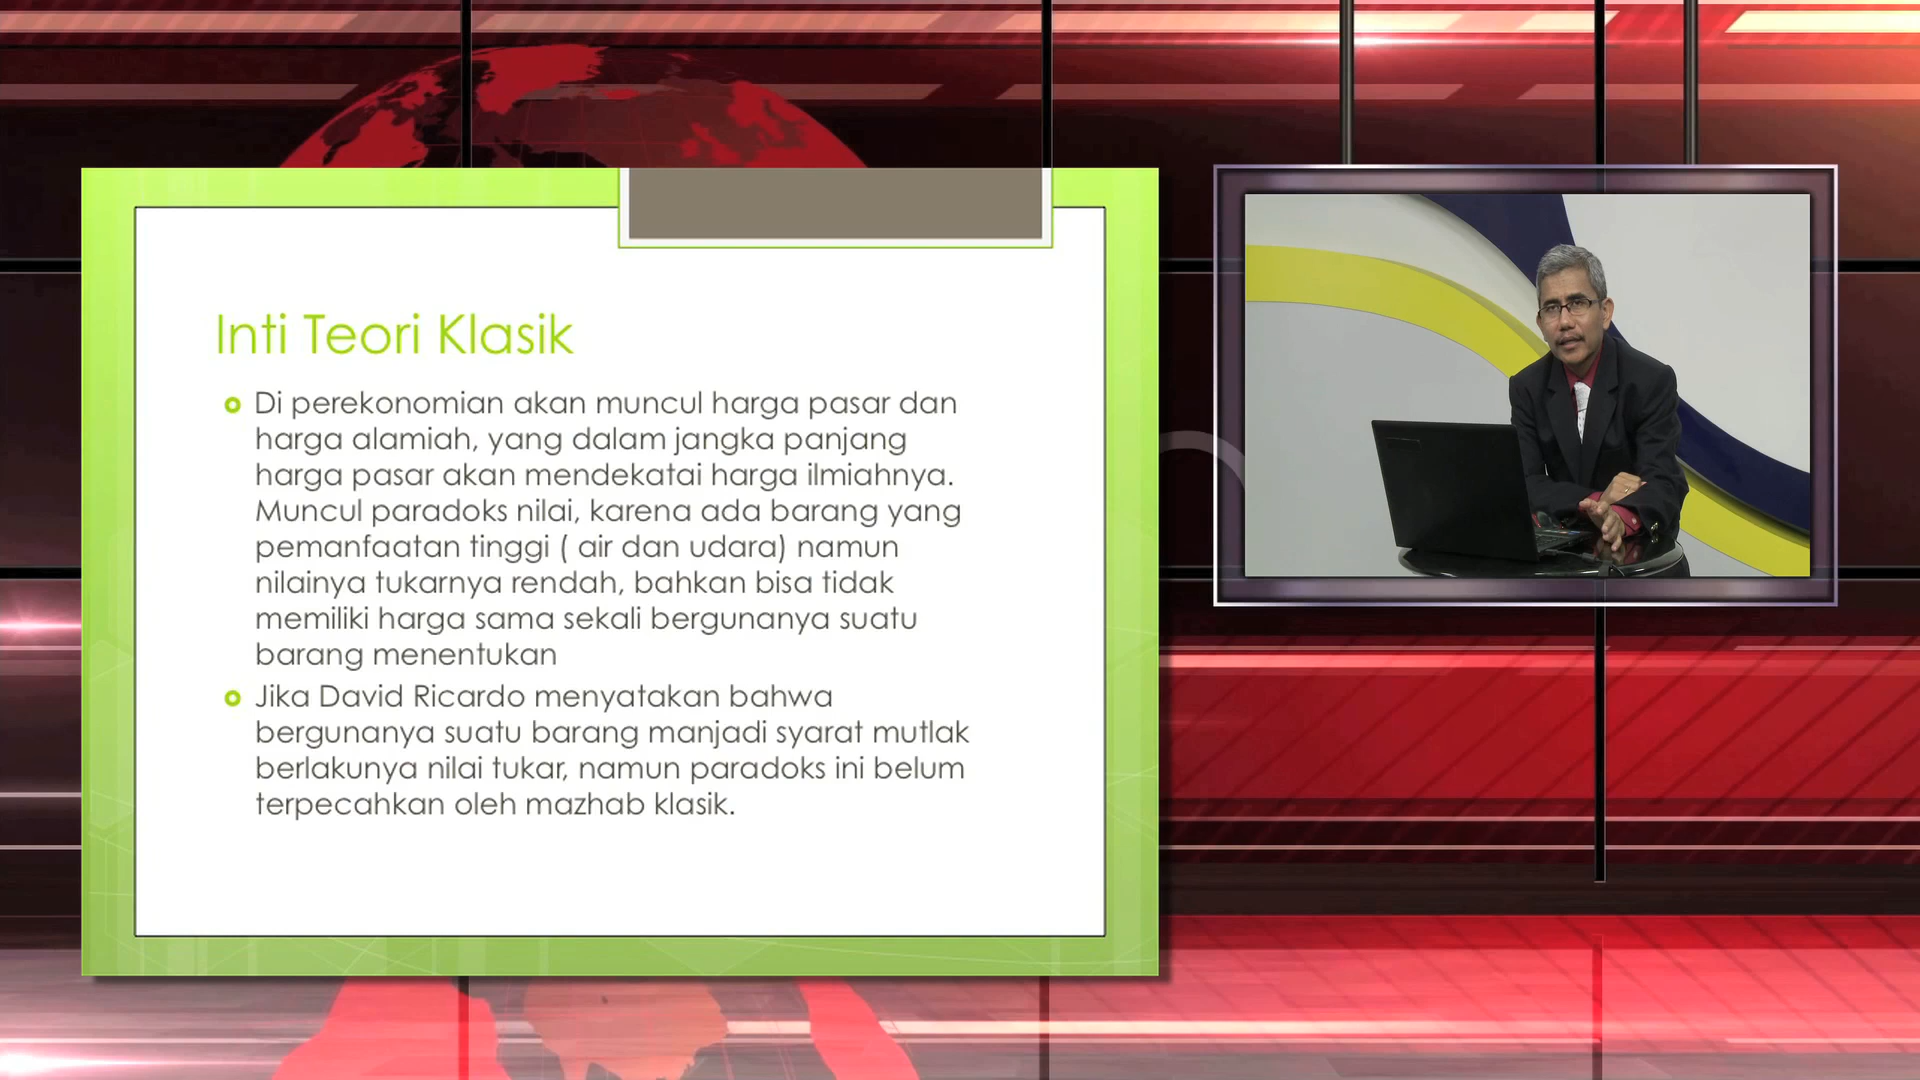 Inti Teori Klasik
Di perekonomian akan muncul harga pasar dan
harga alamiah, yang dalam jangka panjang
harga pasar akan mendekatai harga ilmiahnya.
Muncul paradoks nilai, karena ada barang yang
pemanfaatan tinggi ( air dan udara) namun
nilainya tukarnya rendah, bahkan bisa tidak
memiliki harga sama sekali bergunanya suatu
barang menentukan
Jika David Ricardo menyatakan bahwa
bergunanya suatu barang manjadi syarat mutlak
berlakunya nilai tukar, namun paradoks ini belum
terpecahkan oleh mazhab klasik.